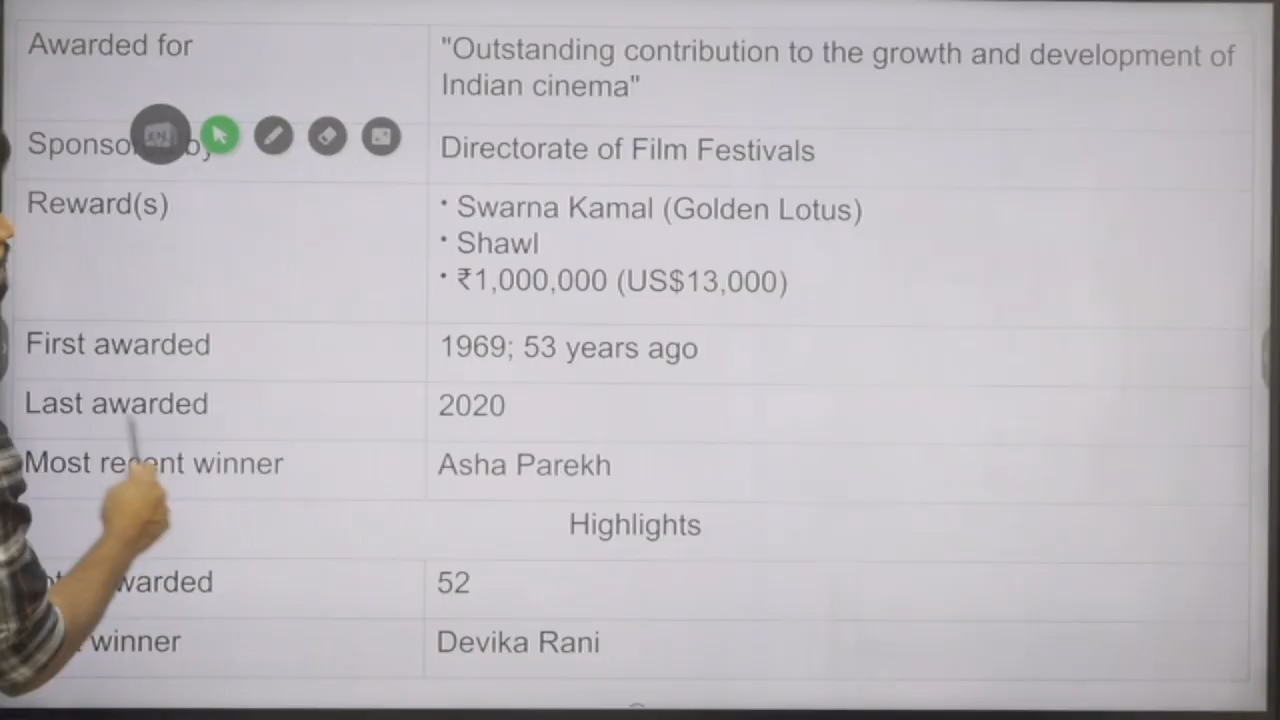 Awarded for
"Outstanding contribution to the growth and development of
Indian cinema"
Directorate of Film Festivals
Reward(s)
• Swarna Kamal (Golden Lotus)
• Shawl
• ₹1,000,000 (US$13,000)
First awarded
1969; 53 years ago
Last awarded
2020
Most recent winner
Asha Parekh
Highlights
awarded
52
winner
Devika Rani